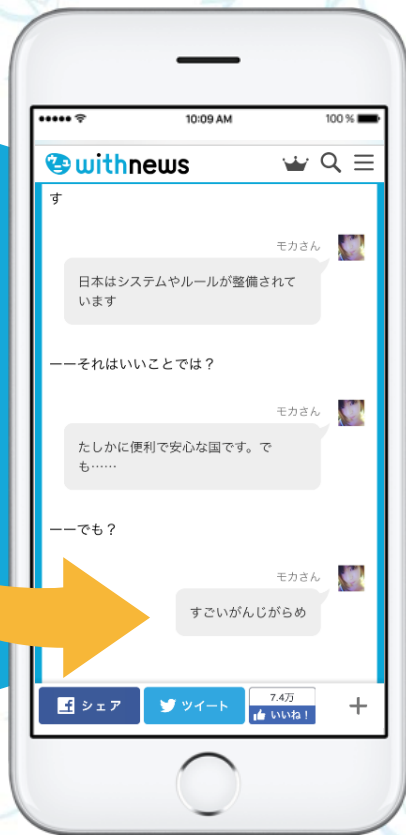 10:09 AM
100 %
withnews
す
モカさん
日本はシステムやルールが整備されて
います
ーーそれはいいことでは？
モカさん
たしかに便利で安心な国です。で
も……
ーーでも？
モカさん
すごいがんじがらめ
シェア
ツイート
7.4万
いいね！